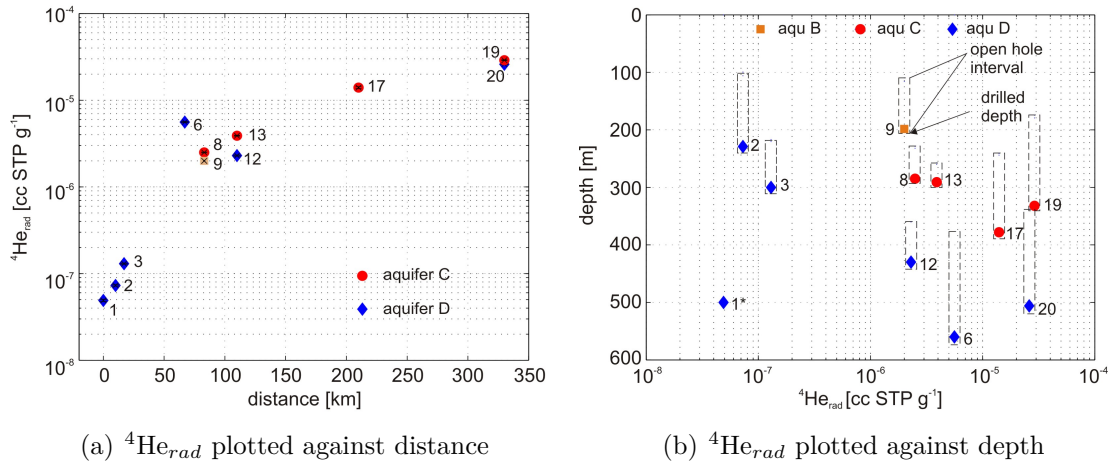 10⁻⁴
10⁻⁵
10⁻⁶
10⁻⁷
10⁻⁸
⁴He_rad [cc STP g⁻¹]
19
20
17
6
8
13
9
12
3
2
1
aquifer C
aquifer D
0 50 100 150 200 250 300 350
distance [km]
(a) ⁴He_rad plotted against distance
0
100
200
300
400
500
600
depth [m]
aqu B aqu C aqu D
open hole
interval
drilled
depth
9
2
3
8
13
19
17
12
1*
20
6
10⁻⁸ 10⁻⁷ 10⁻⁶ 10⁻⁵ 10⁻⁴
⁴He_rad [cc STP g⁻¹]
(b) ⁴He_rad plotted against depth